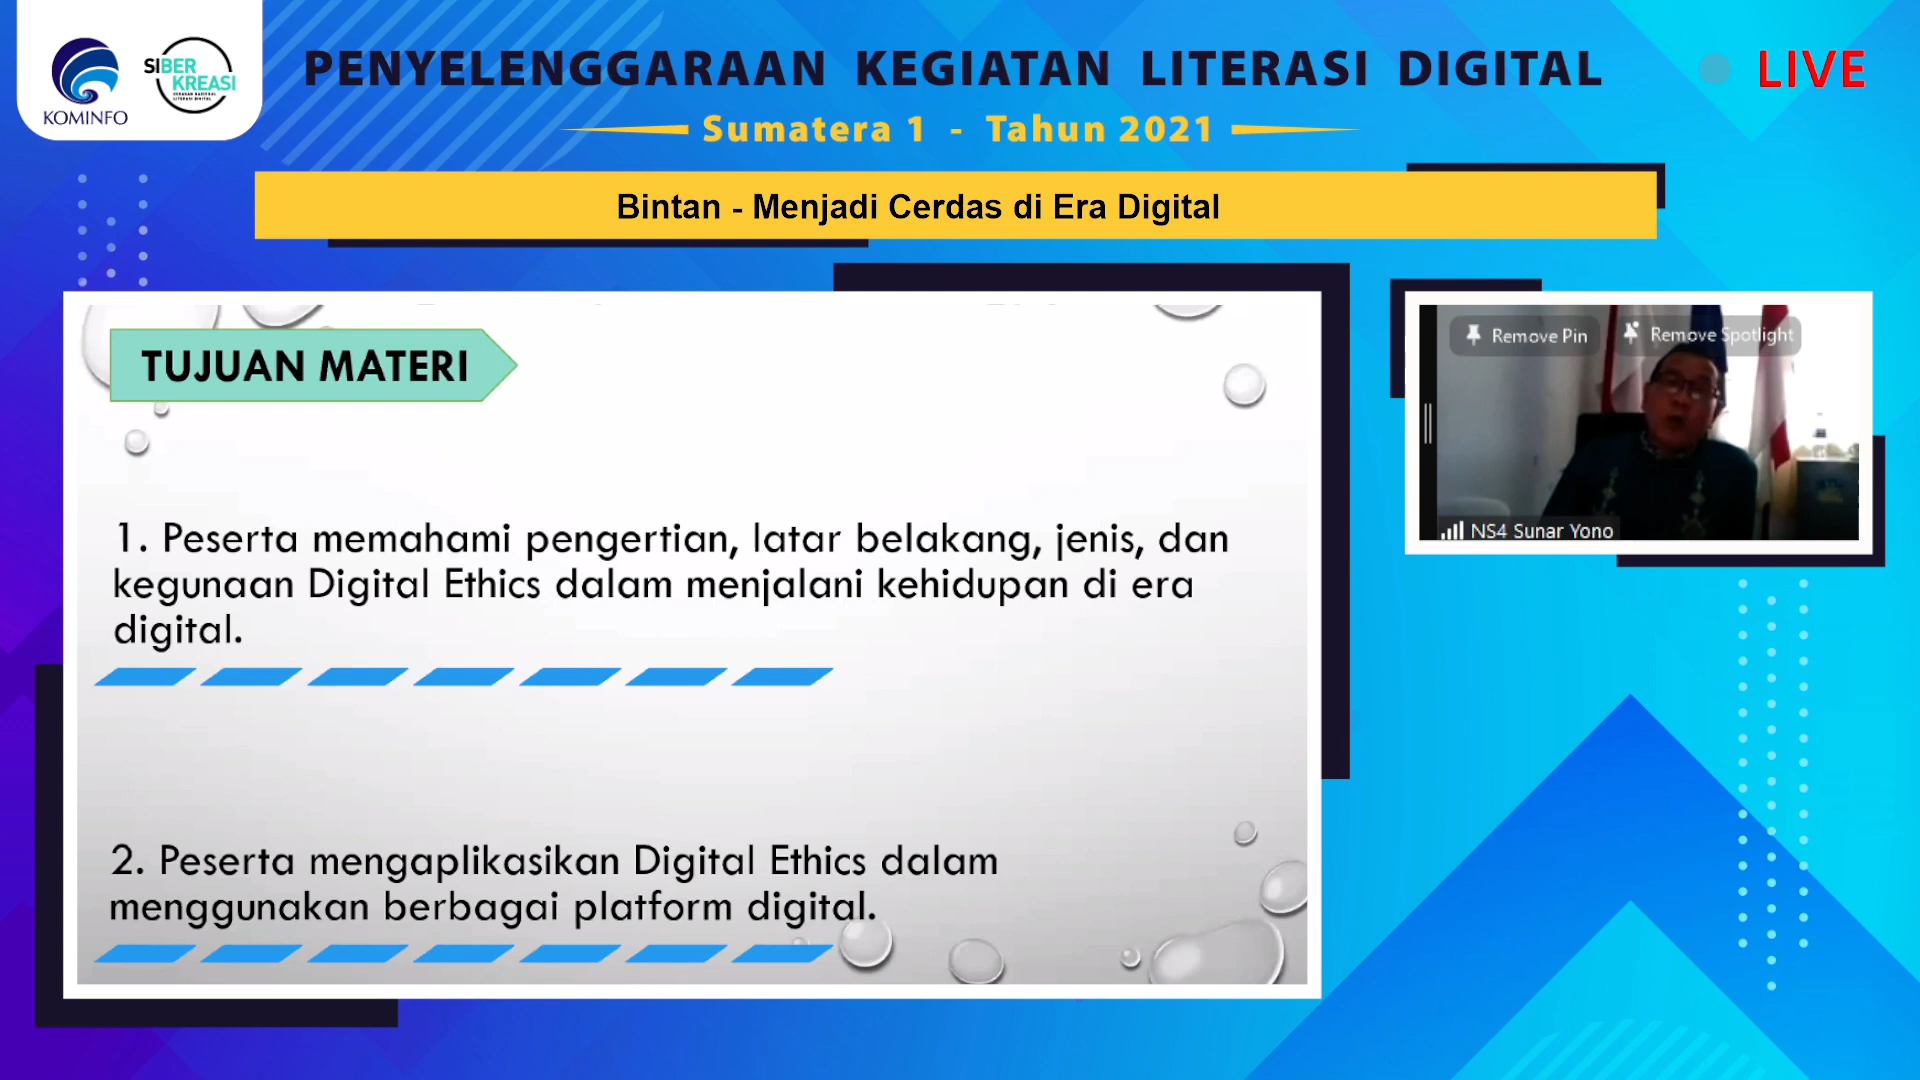 KOMINFO
SIBER
KREASI
PENYELENGGARAAN KEGIATAN LITERASI DIGITAL
LIVE
Sumatera 1 - Tahun 2021
Bintan - Menjadi Cerdas di Era Digital
TUJUAN MATERI
1. Peserta memahami pengertian, latar belakang, jenis, dan
kegunaan Digital Ethics dalam menjalani kehidupan di era
digital.
2. Peserta mengaplikasikan Digital Ethics dalam
menggunakan berbagai platform digital.
Remove Pin
Remove Spotlight
NS4 Sunar Yono